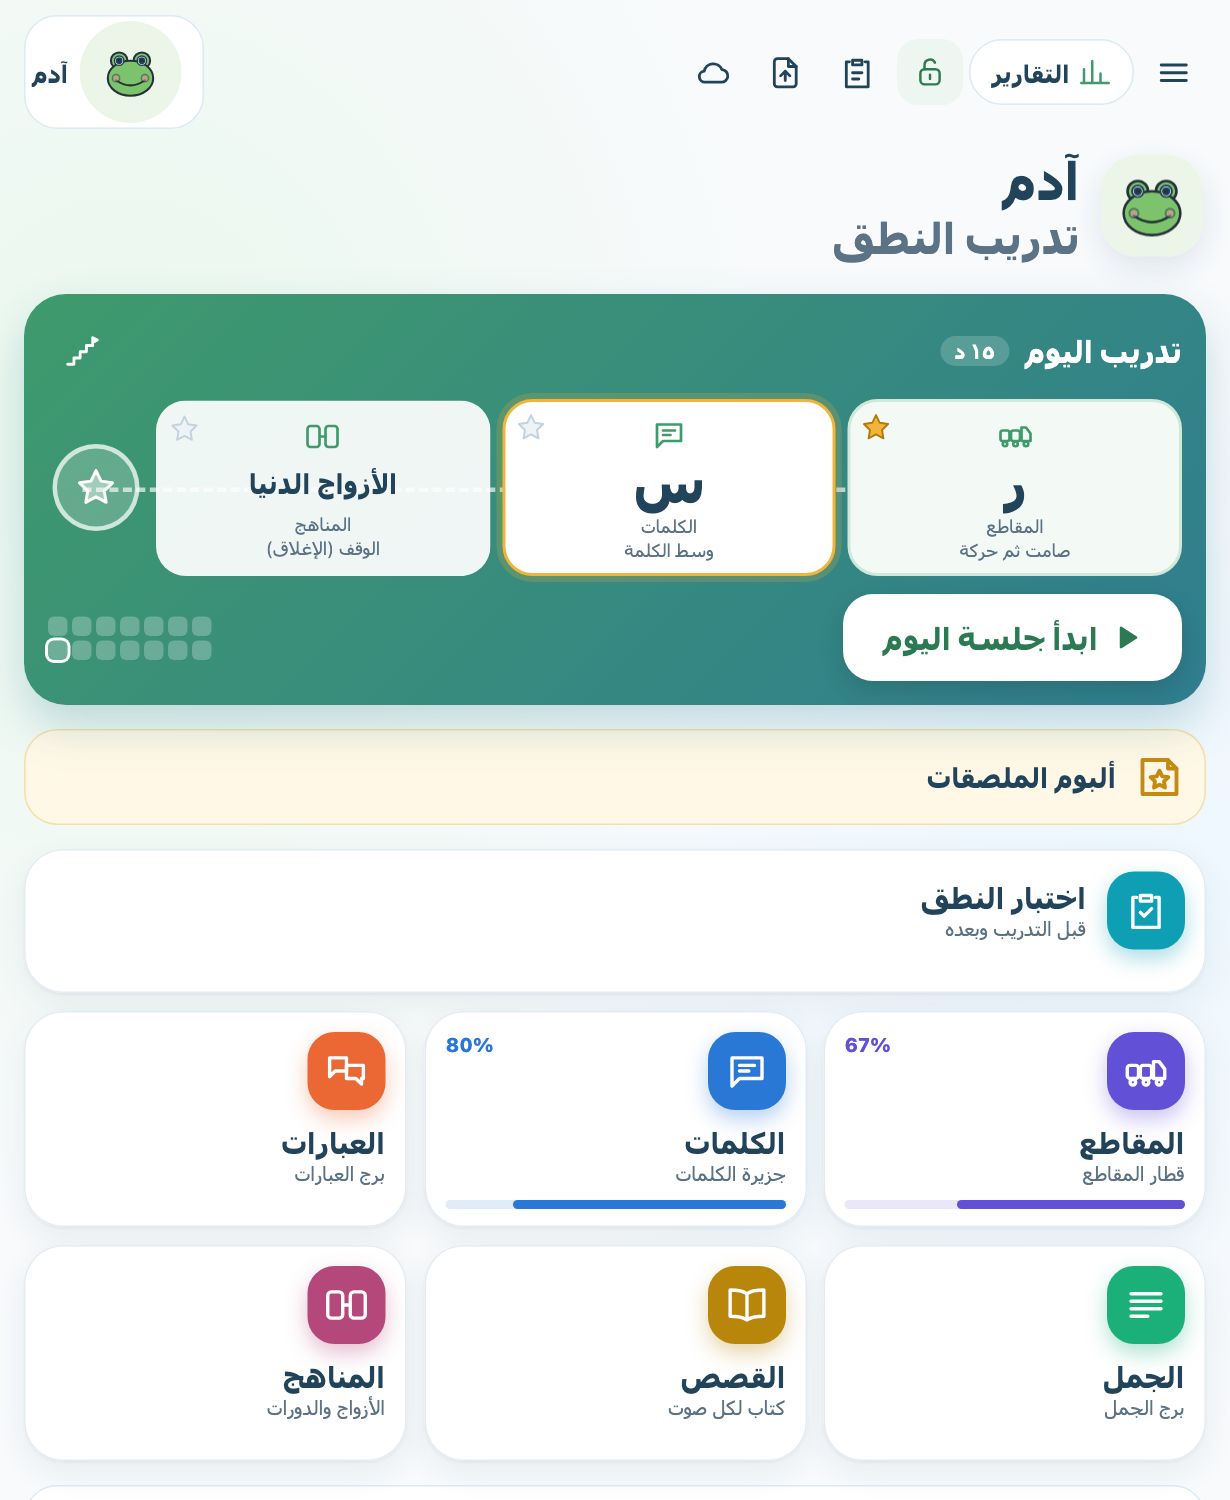 التقارير
آدم
آدم
تدريب النطق
تدريب اليوم
١٥ د
ر
المقاطع
صامت ثم حركة
س
الكلمات
وسط الكلمة
الأزواج الدنيا
المناهج
الوقف (الإغلاق)
ابدأ جلسة اليوم
ألبوم الملصقات
اختبار النطق
قبل التدريب وبعده
67%
المقاطع
قطار المقاطع
80%
الكلمات
جزيرة الكلمات
العبارات
برج العبارات
الجمل
برج الجمل
القصص
كتاب لكل صوت
المناهج
الأزواج والدورات